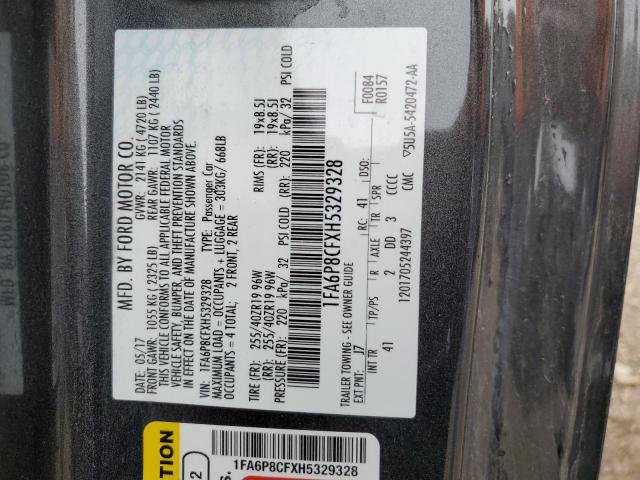 MFD. BY FORD MOTOR CO.
DATE: 05/17 GVWR: 2141 KG ( 4720 LB)
FRONT GAWR: 1055 KG ( 2325 LB) REAR GAWR: 1107 KG ( 2440 LB)
THIS VEHICLE CONFORMS TO ALL APPLICABLE FEDERAL MOTOR
VEHICLE SAFETY, BUMPER, AND THEFT PREVENTION STANDARDS
IN EFFECT ON THE DATE OF MANUFACTURE SHOWN ABOVE.
VIN: 1FA6P8CFXH5329328 TYPE: Passenger Car
MAXIMUM LOAD = OCCUPANTS + LUGGAGE = 303KG/ 668LB
OCCUPANTS = 4 TOTAL; 2 FRONT, 2 REAR
TIRE (FR): 255/40ZR19 96W RIMS (FR): 19x8.5J
(RR): 255/40ZR19 96W (RR): 19x8.5J
PRESSURE (FR): 220 kPa/ 32 PSI COLD (RR): 220 kPa/ 32 PSI COLD
1FA6P8CFXH5329328
TRAILER TOWING - SEE OWNER GUIDE F0084
EXT PNT: J7 RC: 41 DSO: R0157
INT TR TP/PS R AXLE TR SPR
41 2 DD 3 CCCC
1201705244397 CMC ▽5U5A-5420472-AA
1FA6P8CFXH5329328